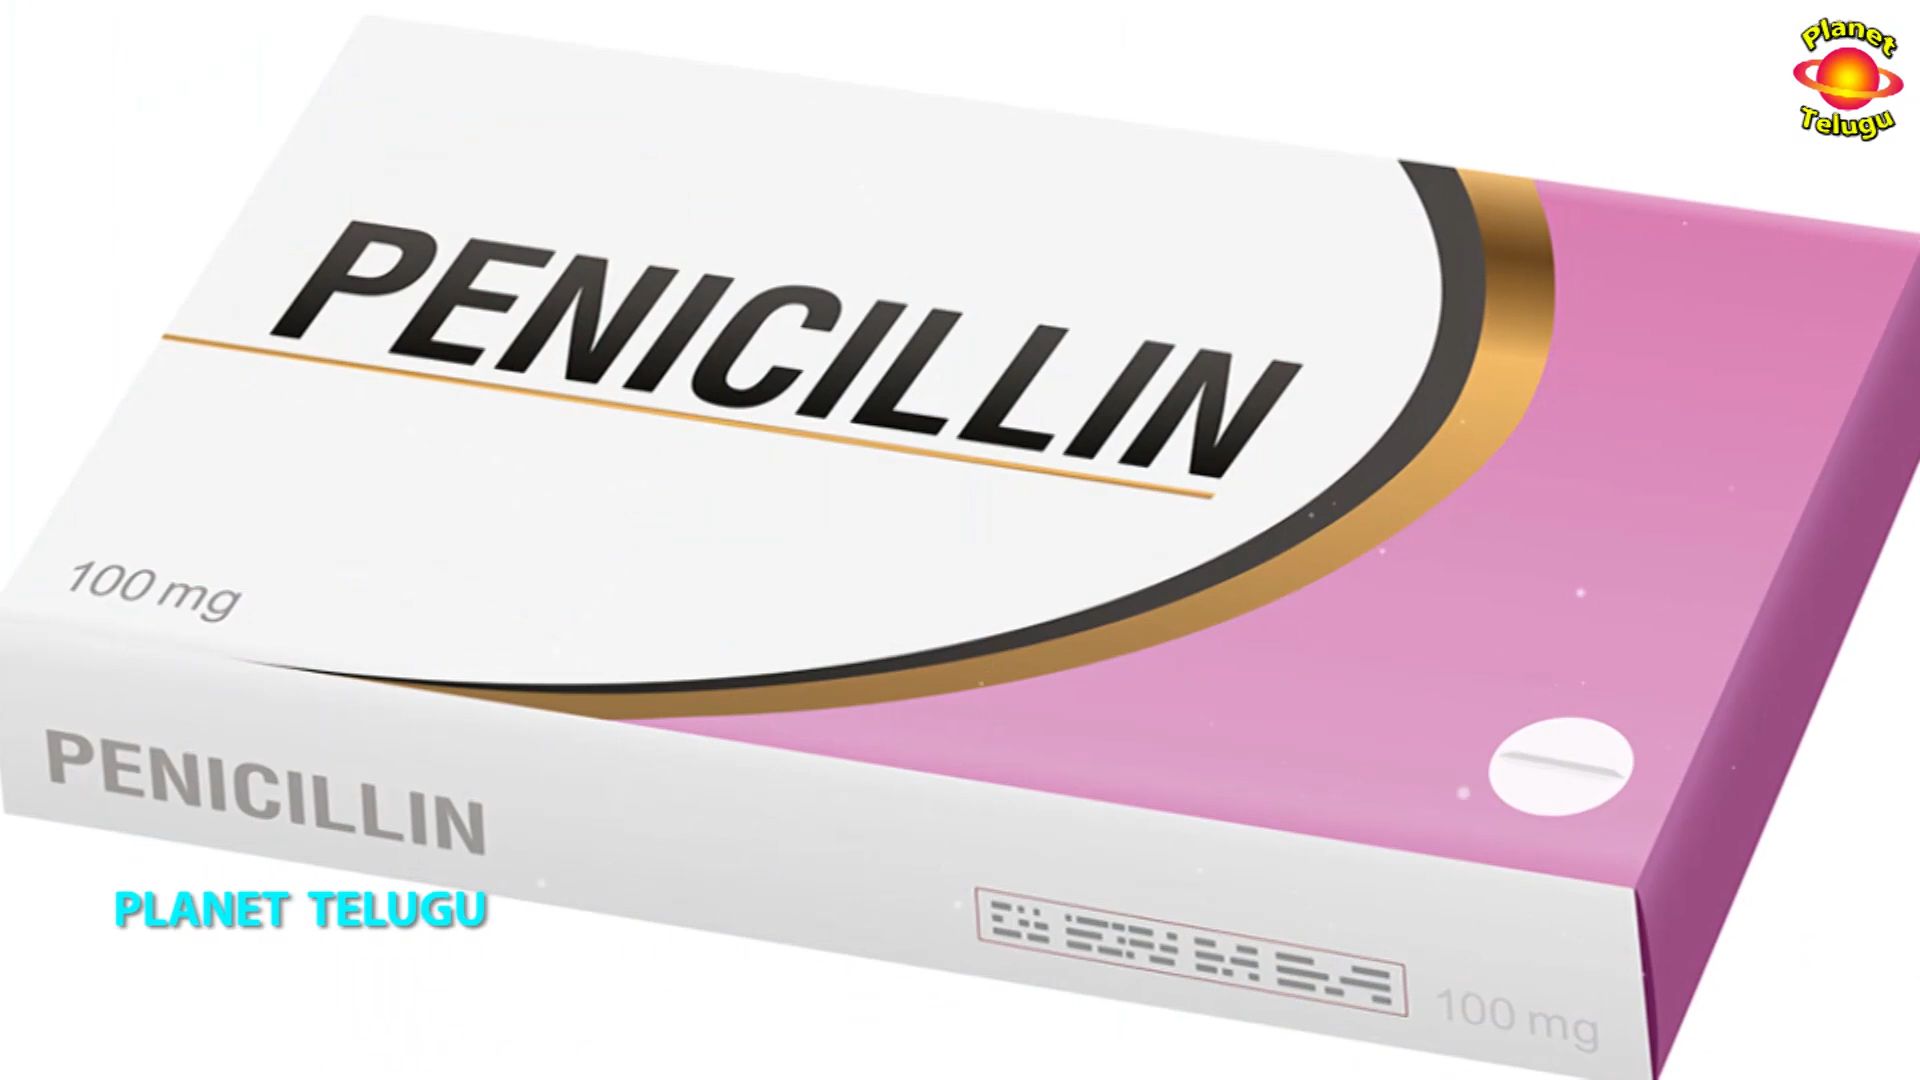 Planet
Telugu
PENICILLIN
100 mg
PENICILLIN
PLANET TELUGU
100 mg